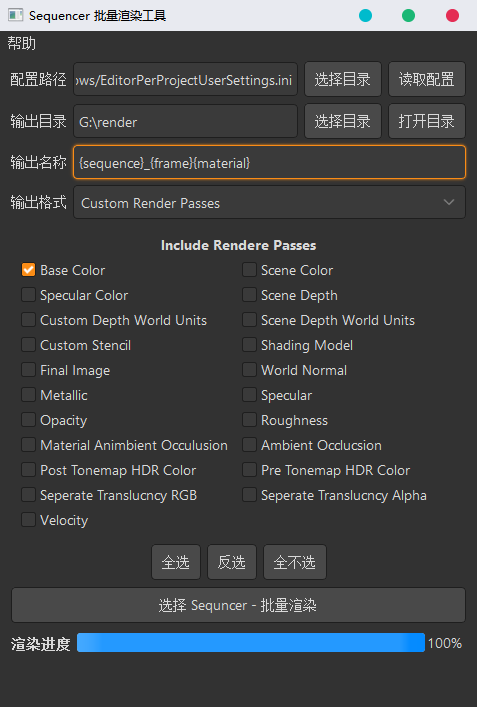 Sequencer 批量渲染工具
帮助
配置路径 ows/EditorPerProjectUserSettings.ini 选择目录 读取配置
输出目录 G:\render 选择目录 打开目录
输出名称 {sequence}_{frame}{material}
输出格式 Custom Render Passes
Include Rendere Passes
Base Color Scene Color
Specular Color Scene Depth
Custom Depth World Units Scene Depth World Units
Custom Stencil Shading Model
Final Image World Normal
Metallic Specular
Opacity Roughness
Material Animbient Occulusion Ambient Occlucsion
Post Tonemap HDR Color Pre Tonemap HDR Color
Seperate Translucncy RGB Seperate Translucncy Alpha
Velocity
全选 反选 全不选
选择 Sequncer - 批量渲染
渲染进度 100%